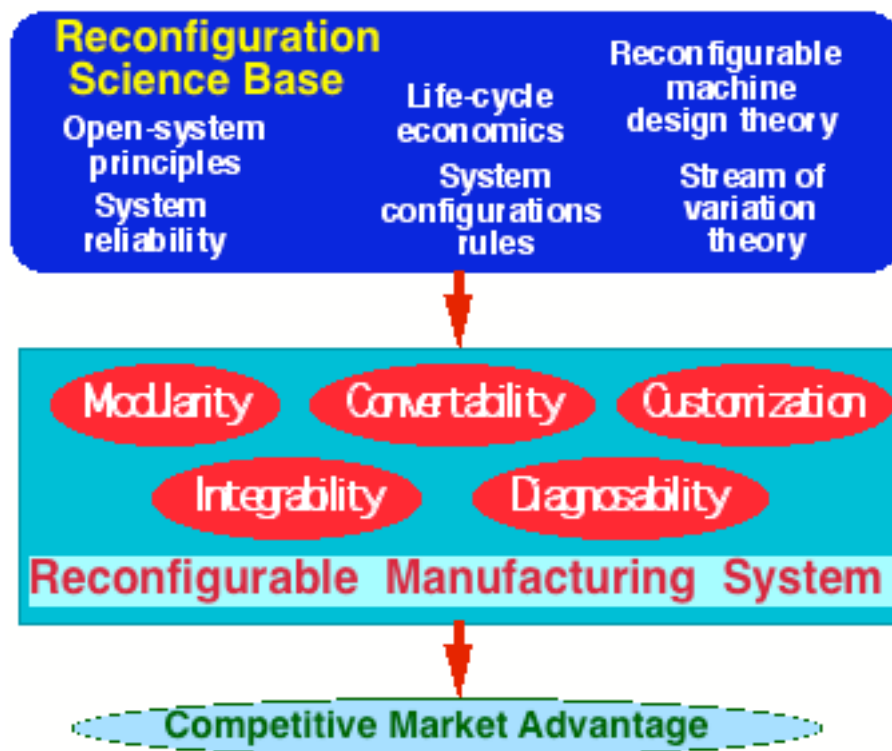 Reconfiguration
Science Base
Open-system
principles
System
reliability
Life-cycle
economics
System
configurations
rules
Reconfigurable
machine
design theory
Stream of
variation
theory
Modularity
Convertability
Customization
Integrability
Diagnosability
Reconfigurable Manufacturing System
Competitive Market Advantage